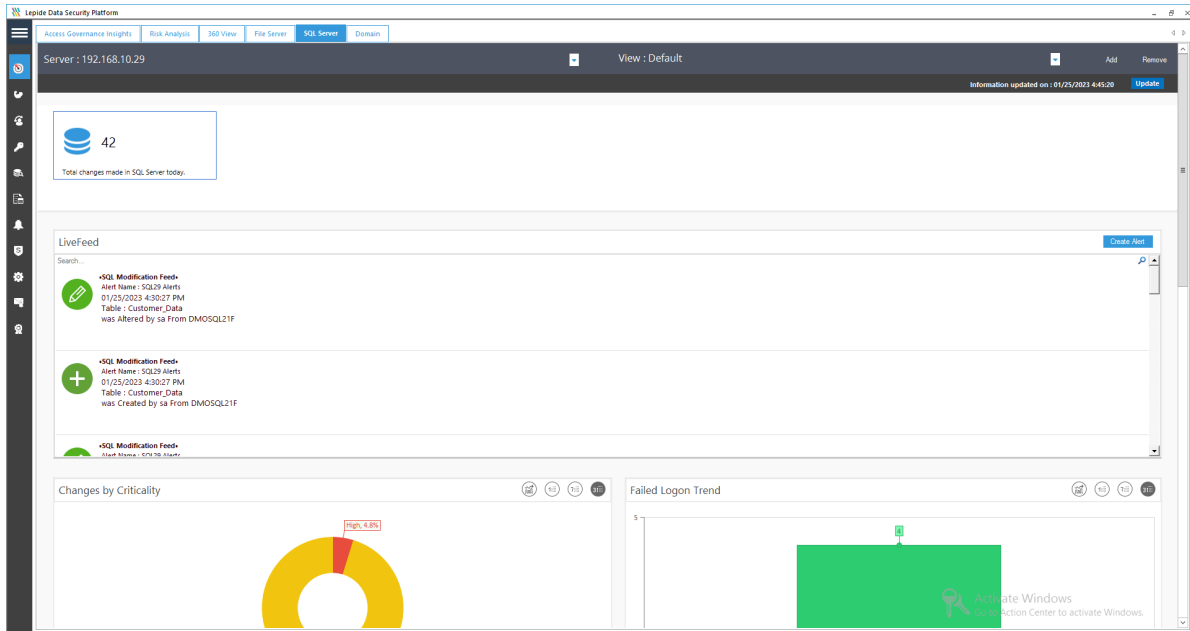 Lepide Data Security Platform
Access Governance Insights Risk Analysis 360 View File Server SQL Server Domain
Server : 192.168.10.29 View : Default Add Remove
Information updated on : 01/25/2023 4:45:20 Update
42
Total changes made in SQL Server today.
LiveFeed Create Alert
Search...
•SQL Modification Feed•
Alert Name : SQL29 Alerts
01/25/2023 4:30:27 PM
Table : Customer_Data
was Altered by sa From DMOSQL21F
•SQL Modification Feed•
Alert Name : SQL29 Alerts
01/25/2023 4:30:27 PM
Table : Customer_Data
was Created by sa From DMOSQL21F
•SQL Modification Feed•
Alert Name : SQL29 Alerts
Changes by Criticality
Failed Logon Trend
High, 4.8%
5
4
Activate Windows
Go to Action Center to activate Windows.